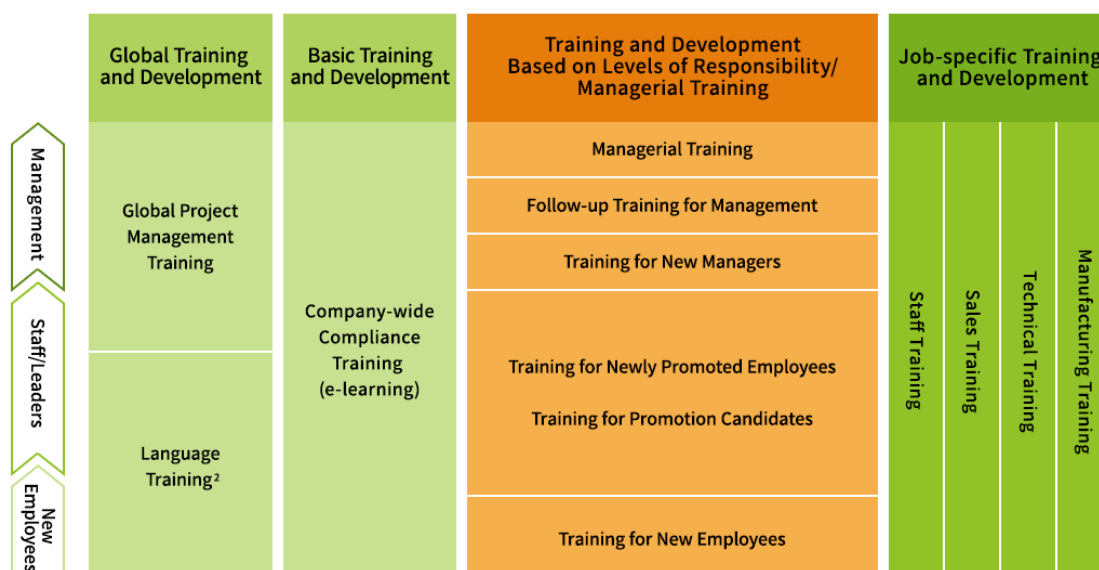 Global Training
and Development
Basic Training
and Development
Training and Development
Based on Levels of Responsibility/
Managerial Training
Job-specific Training
and Development
Management
Staff/Leaders
New
Employees
Global Project
Management
Training
Language
Training²
Company-wide
Compliance
Training
(e-learning)
Managerial Training
Follow-up Training for Management
Training for New Managers
Training for Newly Promoted Employees
Training for Promotion Candidates
Training for New Employees
Staff Training
Sales Training
Technical Training
Manufacturing Training